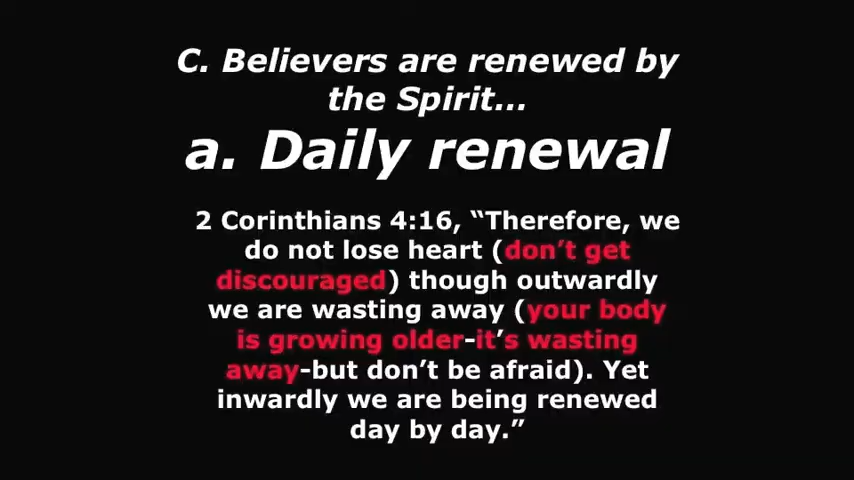 C. Believers are renewed by
the Spirit...
a. Daily renewal
2 Corinthians 4:16, “Therefore, we
do not lose heart (don’t get
discouraged) though outwardly
we are wasting away (your body
is growing older-it’s wasting
away-but don’t be afraid). Yet
inwardly we are being renewed
day by day.”